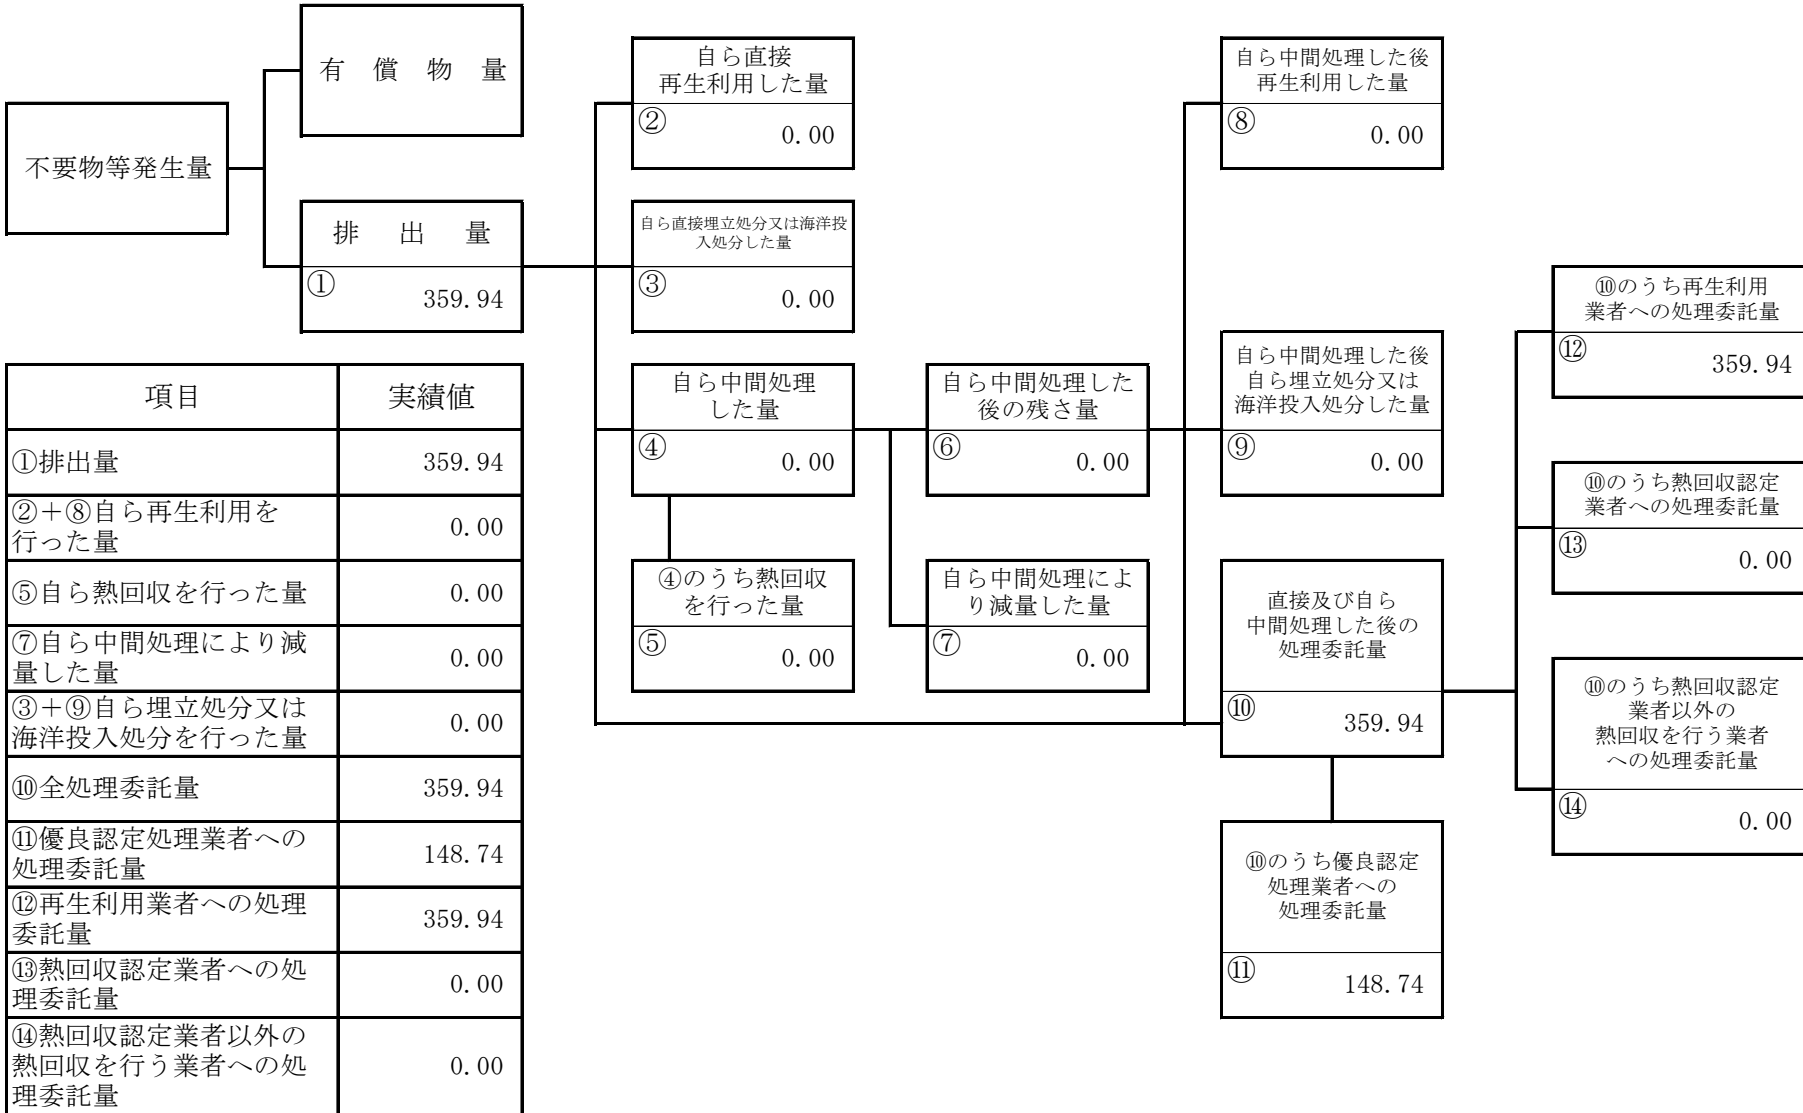 不要物等発生量
有　償　物　量
排　出　量
①
359.94
自ら直接
再生利用した量
②
0.00
自ら直接埋立処分又は海洋投
入処分した量
③
0.00
自ら中間処理
した量
④
0.00
④のうち熱回収
を行った量
⑤
0.00
自ら中間処理した
後の残さ量
⑥
0.00
自ら中間処理によ
り減量した量
⑦
0.00
自ら中間処理した後
再生利用した量
⑧
0.00
自ら中間処理した後
自ら埋立処分又は
海洋投入処分した量
⑨
0.00
直接及び自ら
中間処理した後の
処理委託量
⑩
359.94
⑩のうち優良認定
処理業者への
処理委託量
⑪
148.74
⑩のうち再生利用
業者への処理委託量
⑫
359.94
⑩のうち熱回収認定
業者への処理委託量
⑬
0.00
⑩のうち熱回収認定
業者以外の
熱回収を行う業者
への処理委託量
⑭
0.00
項目　実績値
①排出量　359.94
②＋⑧自ら再生利用を
行った量　0.00
⑤自ら熱回収を行った量　0.00
⑦自ら中間処理により減
量した量　0.00
③＋⑨自ら埋立処分又は
海洋投入処分を行った量　0.00
⑩全処理委託量　359.94
⑪優良認定処理業者への
処理委託量　148.74
⑫再生利用業者への処理
委託量　359.94
⑬熱回収認定業者への処
理委託量　0.00
⑭熱回収認定業者以外の
熱回収を行う業者への処
理委託量　0.00